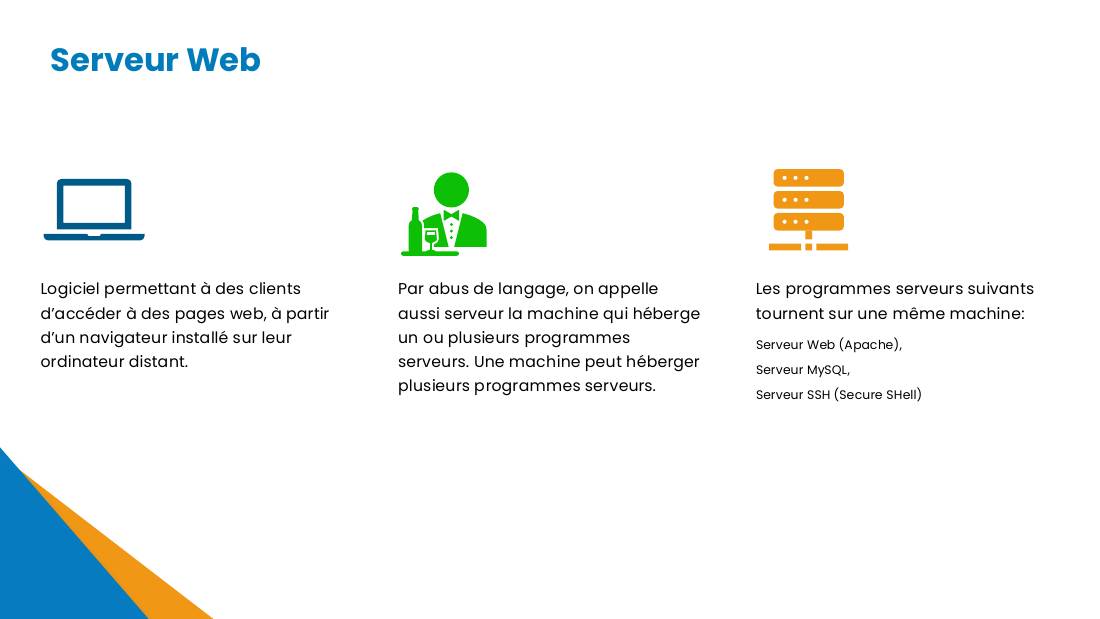 Serveur Web
Logiciel permettant à des clients
d’accéder à des pages web, à partir
d’un navigateur installé sur leur
ordinateur distant.
Par abus de langage, on appelle
aussi serveur la machine qui héberge
un ou plusieurs programmes
serveurs. Une machine peut héberger
plusieurs programmes serveurs.
Les programmes serveurs suivants
tournent sur une même machine:
Serveur Web (Apache),
Serveur MySQL,
Serveur SSH (Secure SHell)